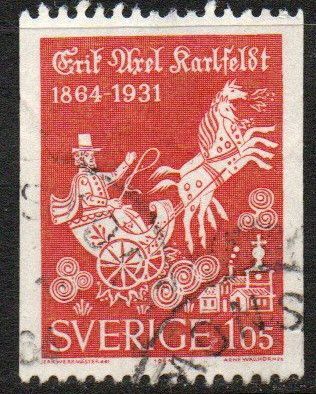 Erik Axel Karlfeldt
1864-1931
SVERIGE 1.05